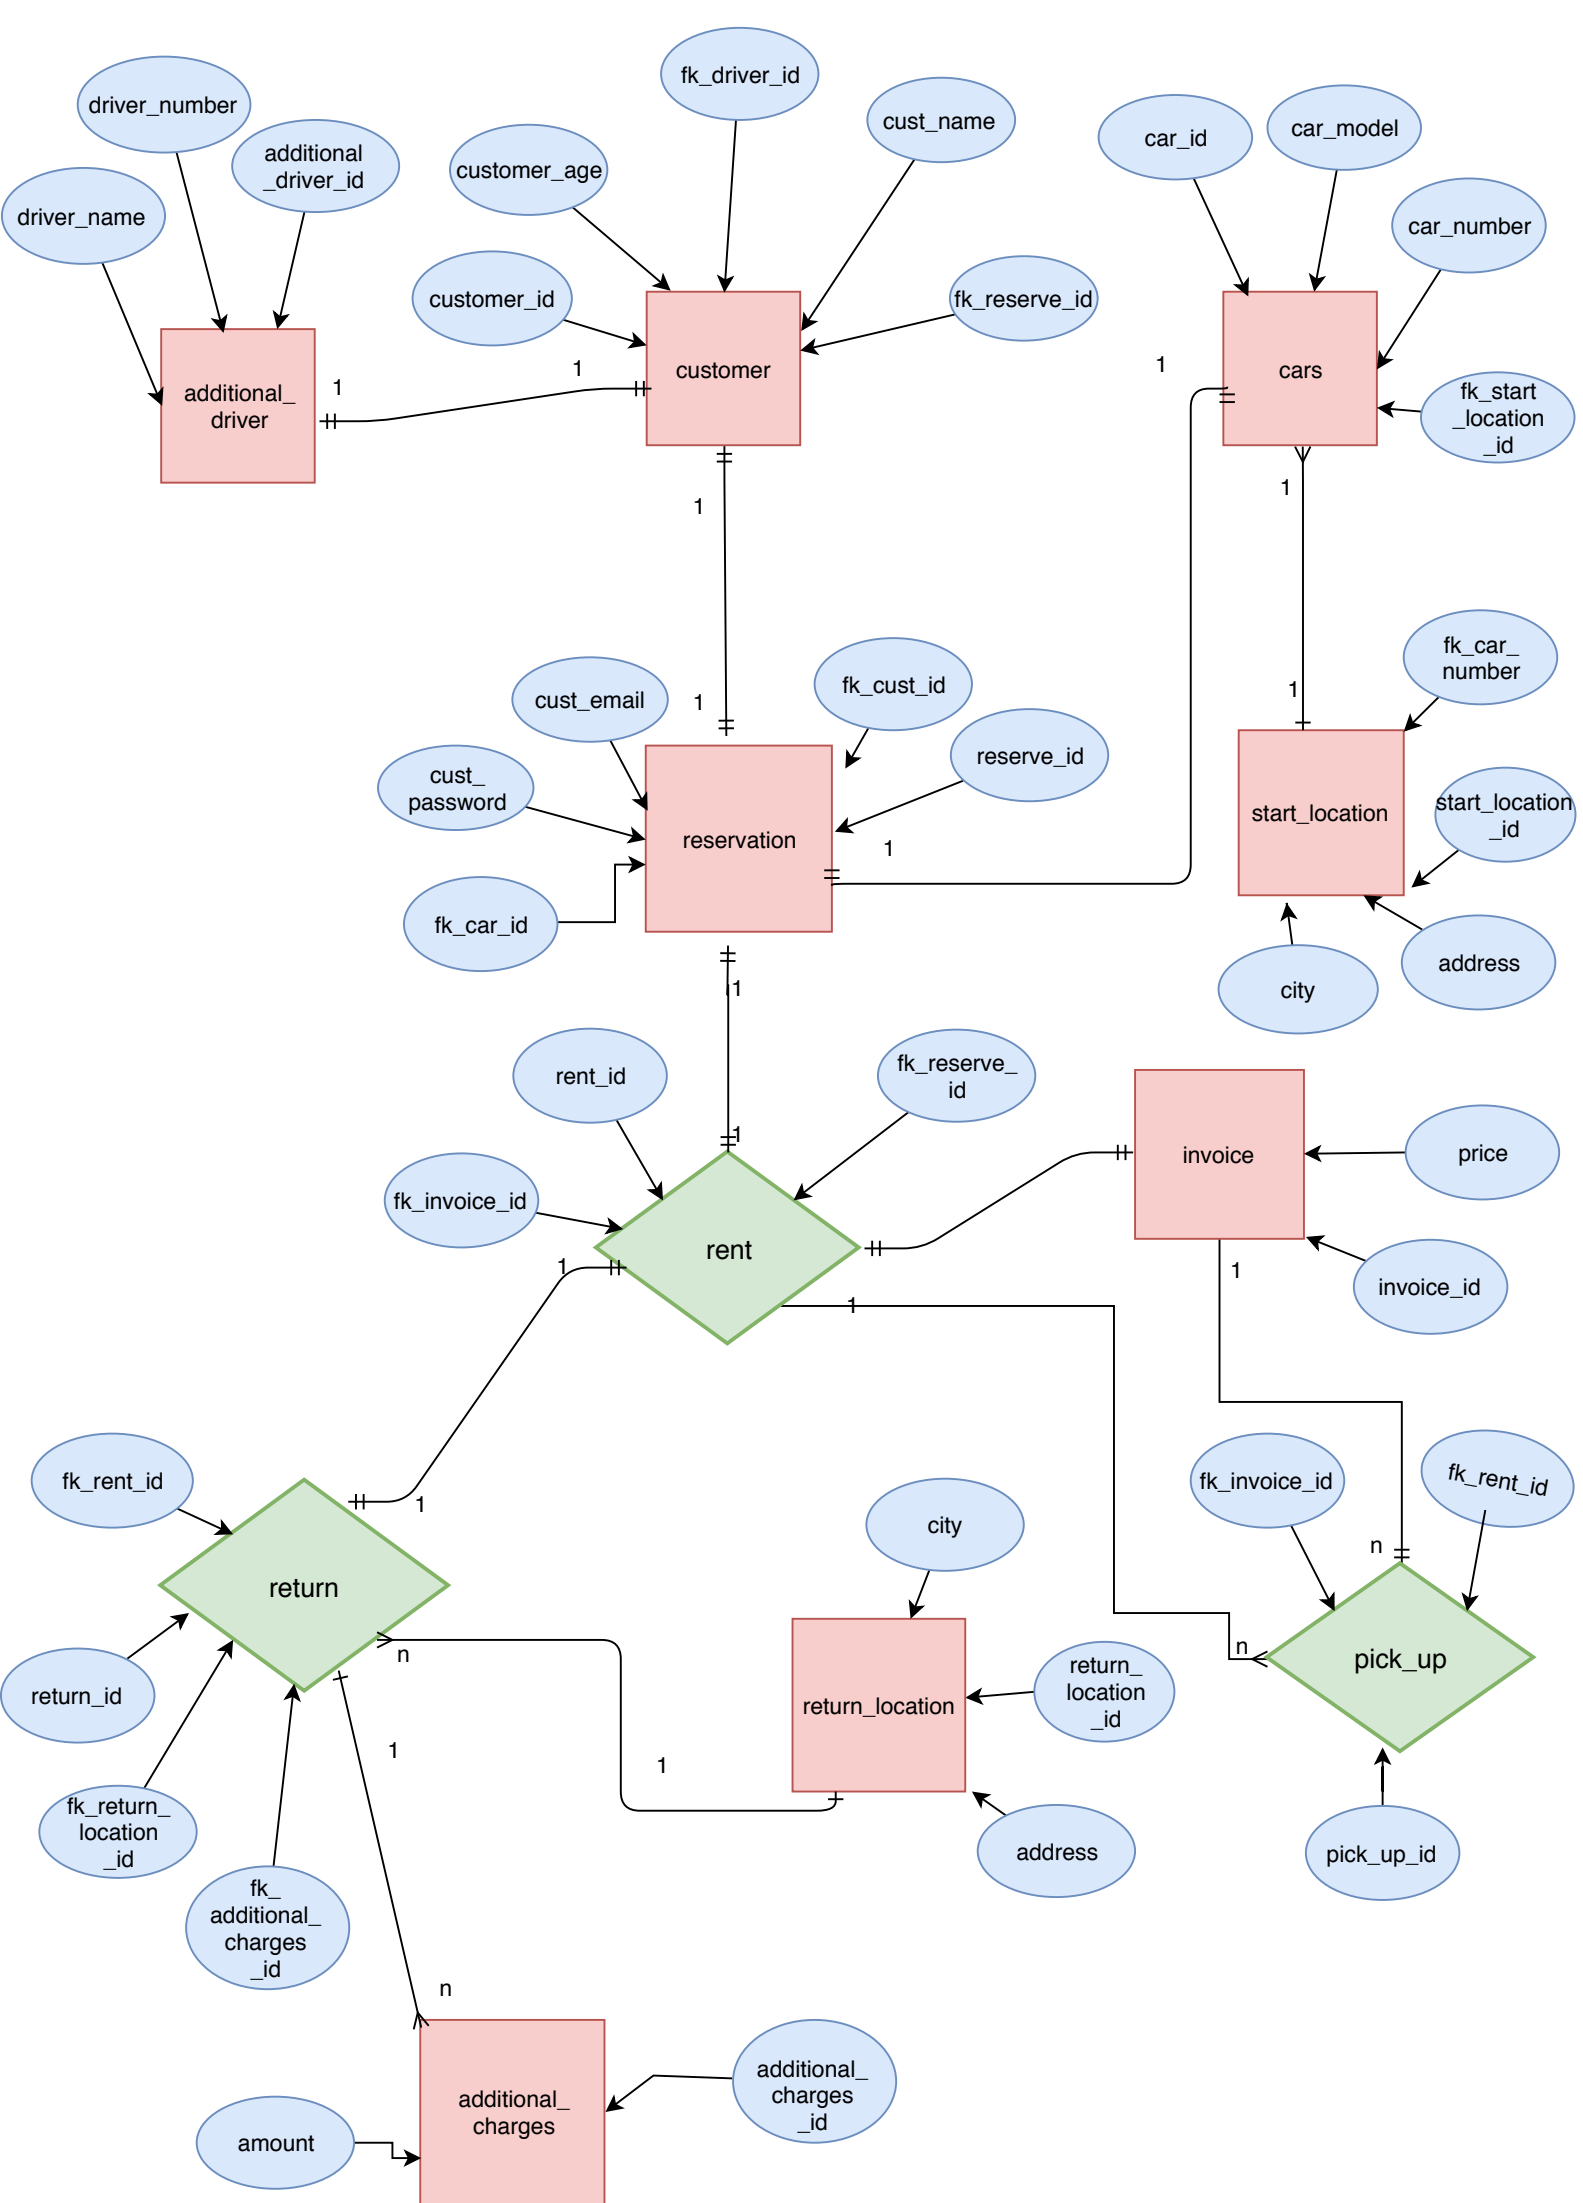 fk_driver_id
driver_number
cust_name
car_model
car_id
additional
_driver_id
customer_age
driver_name
car_number
customer_id
fk_reserve_id
customer
cars
additional_
driver
1
1
1
fk_start
_location
_id
1
1
1
1
fk_car_
number
cust_email
fk_cust_id
reserve_id
cust_
password
start_location
start_location
_id
reservation
1
fk_car_id
address
city
1
rent_id
fk_reserve_
id
1
invoice
price
fk_invoice_id
rent
1
1
invoice_id
1
fk_rent_id
1
fk_invoice_id
fk_rent_id
city
n
return
n
n
pick_up
return_id
return_
location
_id
return_location
1
1
fk_return_
location
_id
address
pick_up_id
fk_
additional_
charges
_id
n
additional_
charges
additional_
charges
_id
amount